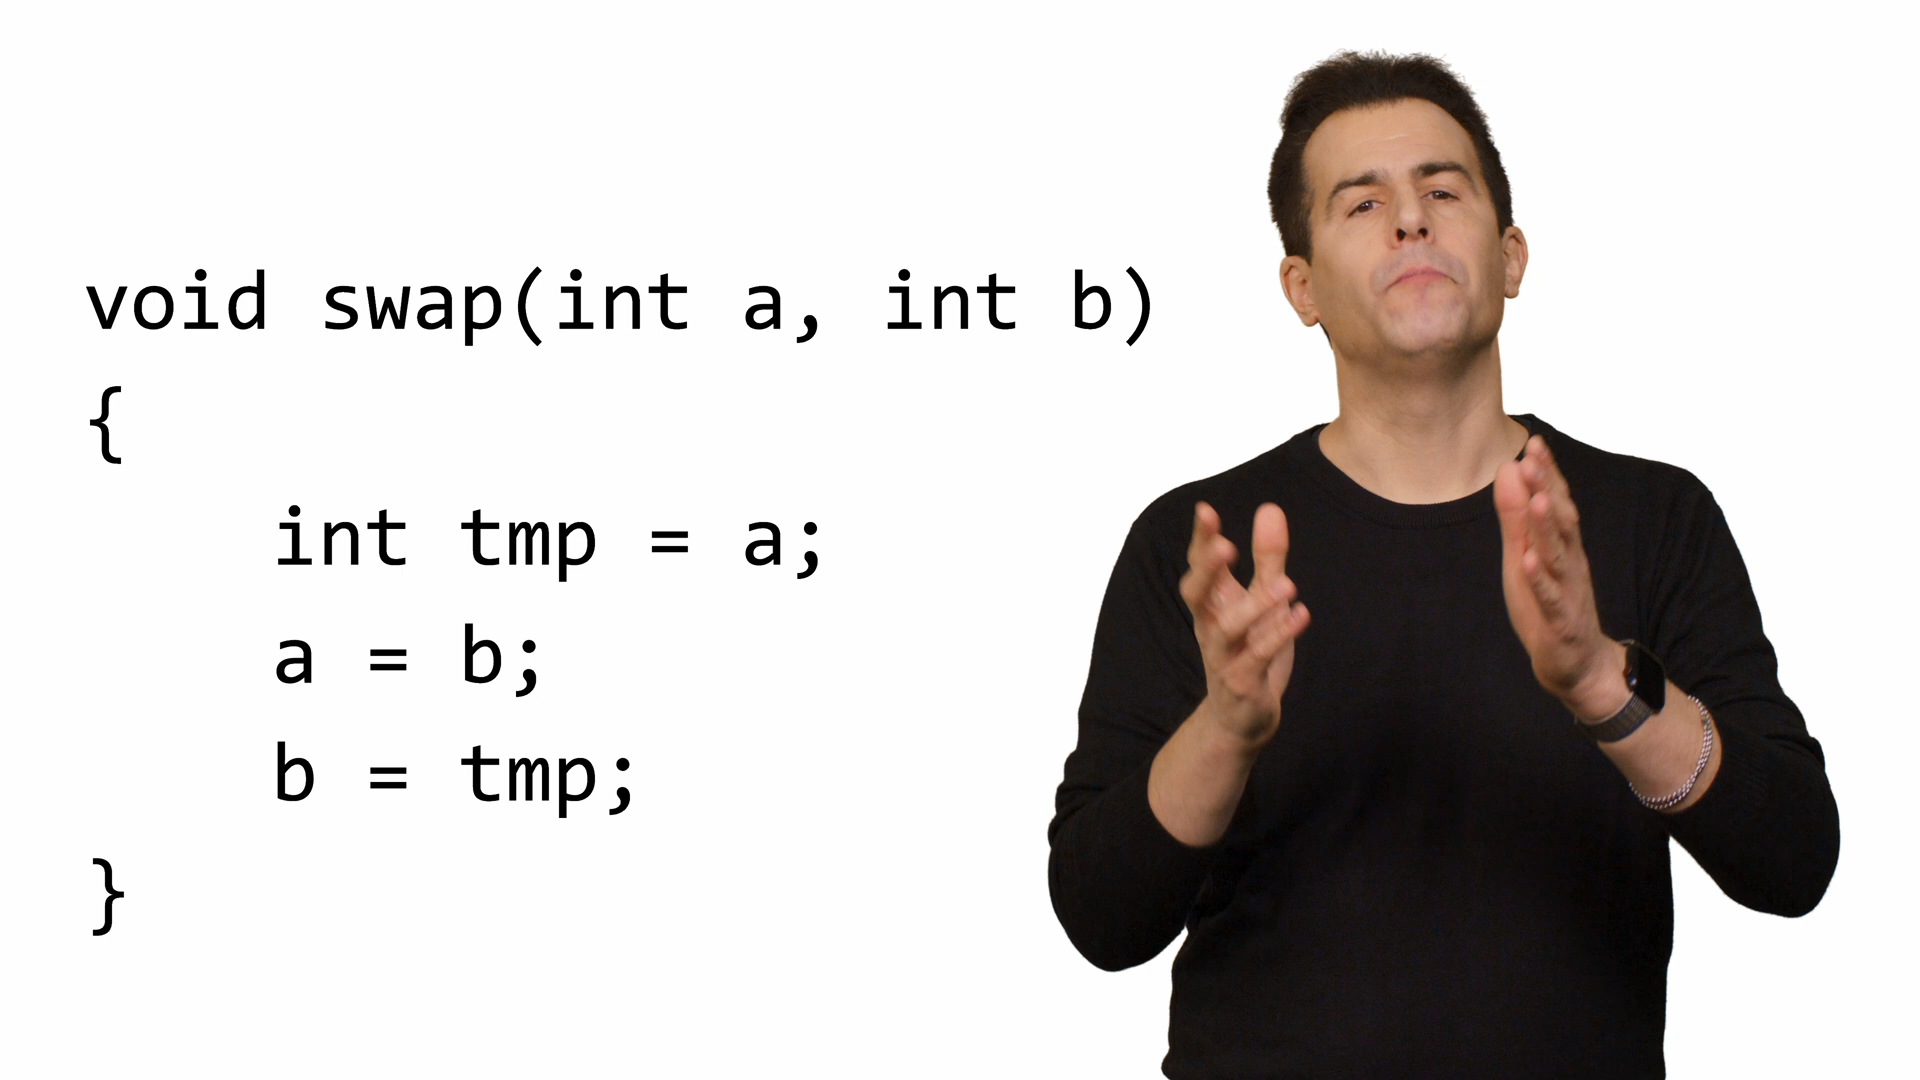 void swap(int a, int b)
{
    int tmp = a;
    a = b;
    b = tmp;
}